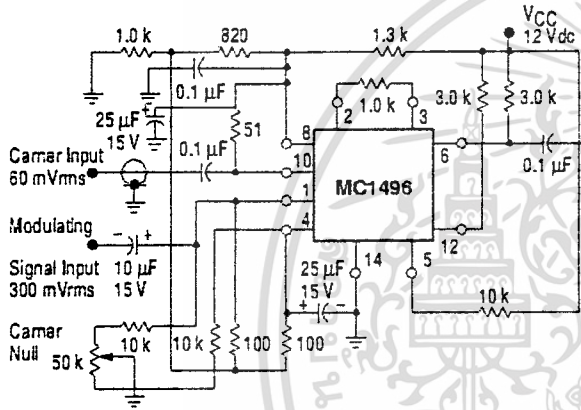 1.0 k
820
1.3 k
VCC
12 Vdc
0.1 µF
25 µF
15 V
+
0.1 µF
51
1.0 k
2
3
3.0 k
3.0 k
0.1 µF
Carrar Input
60 mVrms
8
10
1
4
MC1496
6
12
14
5
Modulating
Signal Input
300 mVrms
- +
10 µF
15 V
25 µF
15 V
+ -
10 k
Carrar
Null
50 k
10 k
10 k
100
100